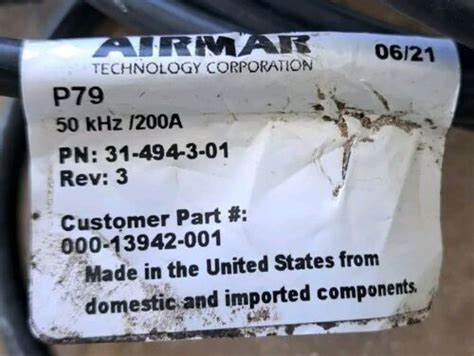 AIRMAR 06/21
TECHNOLOGY CORPORATION
P79
50 kHz /200A
PN: 31-494-3-01
Rev: 3
Customer Part #:
000-13942-001
Made in the United States from
domestic and imported components.